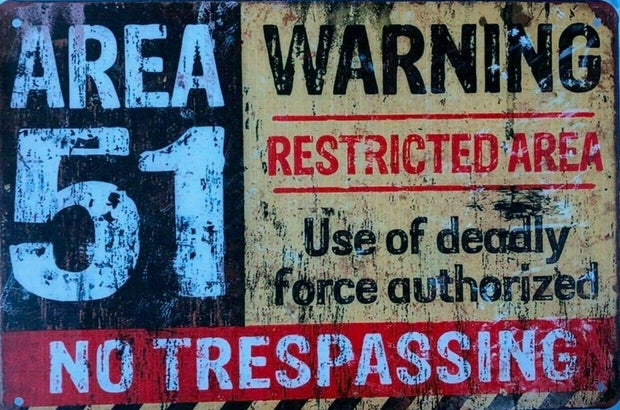 AREA
51
WARNING
RESTRICTED AREA
Use of deadly
force authorized
NO TRESPASSING